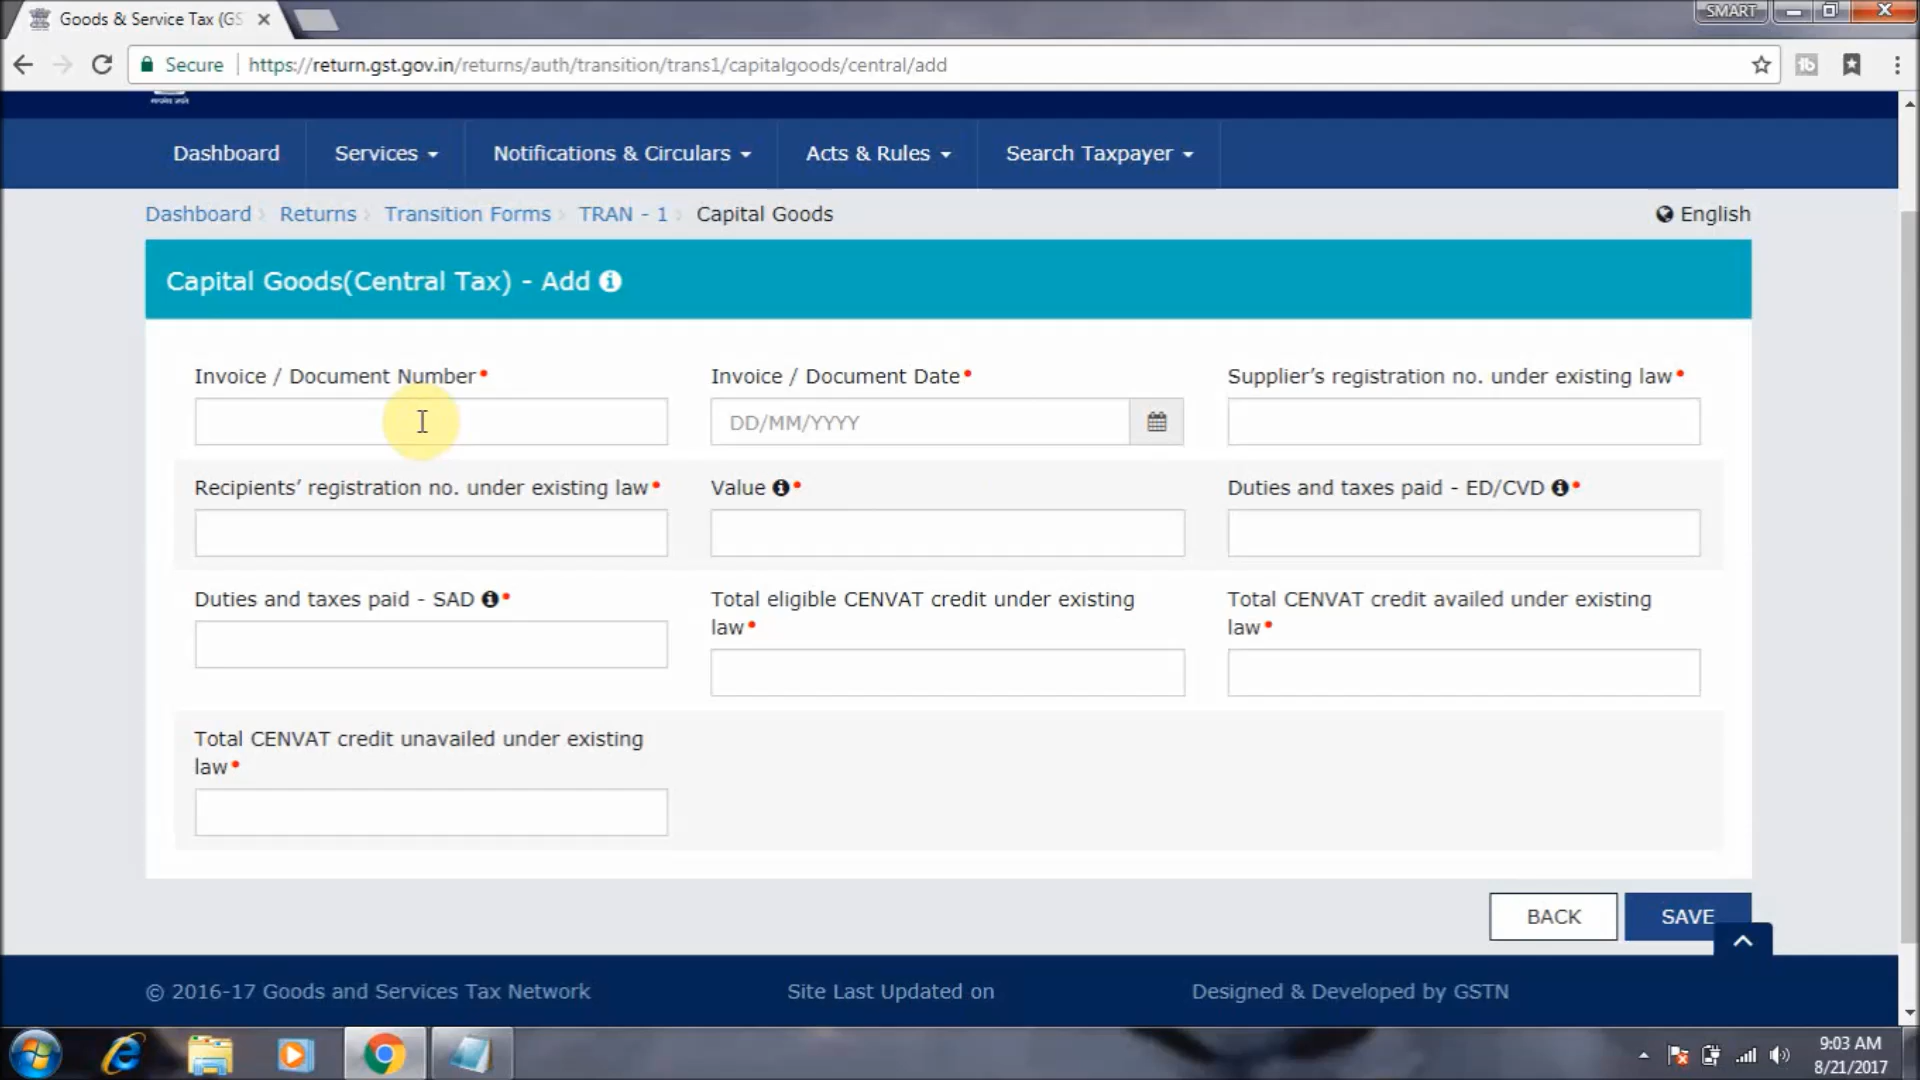 Goods & Service Tax (GS
SMART
Secure
https://return.gst.gov.in/returns/auth/transition/trans1/capitalgoods/central/add
Dashboard
Services
Notifications & Circulars
Acts & Rules
Search Taxpayer
Dashboard
Returns
Transition Forms
TRAN - 1
Capital Goods
English
Capital Goods(Central Tax) - Add
Invoice / Document Number•
Invoice / Document Date•
Supplier's registration no. under existing law•
DD/MM/YYYY
Recipients' registration no. under existing law•
Value •
Duties and taxes paid - ED/CVD •
Duties and taxes paid - SAD •
Total eligible CENVAT credit under existing
law•
Total CENVAT credit availed under existing
law•
Total CENVAT credit unavailed under existing
law•
BACK
SAVE
© 2016-17 Goods and Services Tax Network
Site Last Updated on
Designed & Developed by GSTN
9:03 AM
8/21/2017